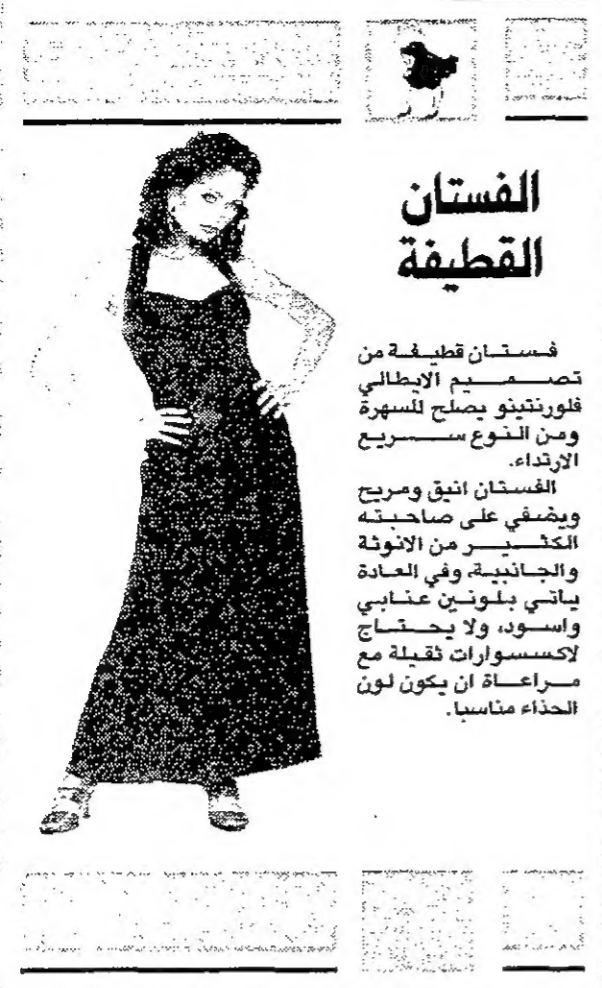 الفستان
القطيفة
فستان قطيفة من
تصميم الايطالي
فلورنتينو يصلح للسهرة
ومن النوع سريع
الارتداء.
الفستان انيق ومريح
ويضفي على صاحبته
الكثير من الانوثة
والجاذبية، وفي العادة
ياتي بلونين عنابي
واسود، ولا يحتاج
لاكسسوارات ثقيلة مع
مراعاة ان يكون لون
الحذاء مناسبا.